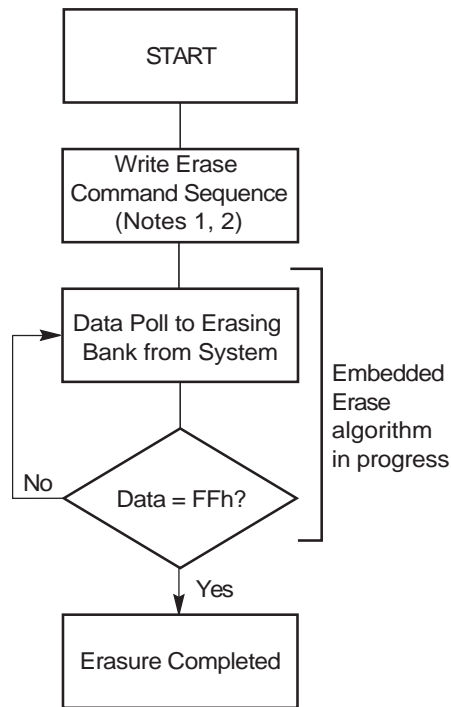 START
Write Erase
Command Sequence
(Notes 1, 2)
Data Poll to Erasing
Bank from System
Embedded
Erase
algorithm
in progress
No
Data = FFh?
Yes
Erasure Completed